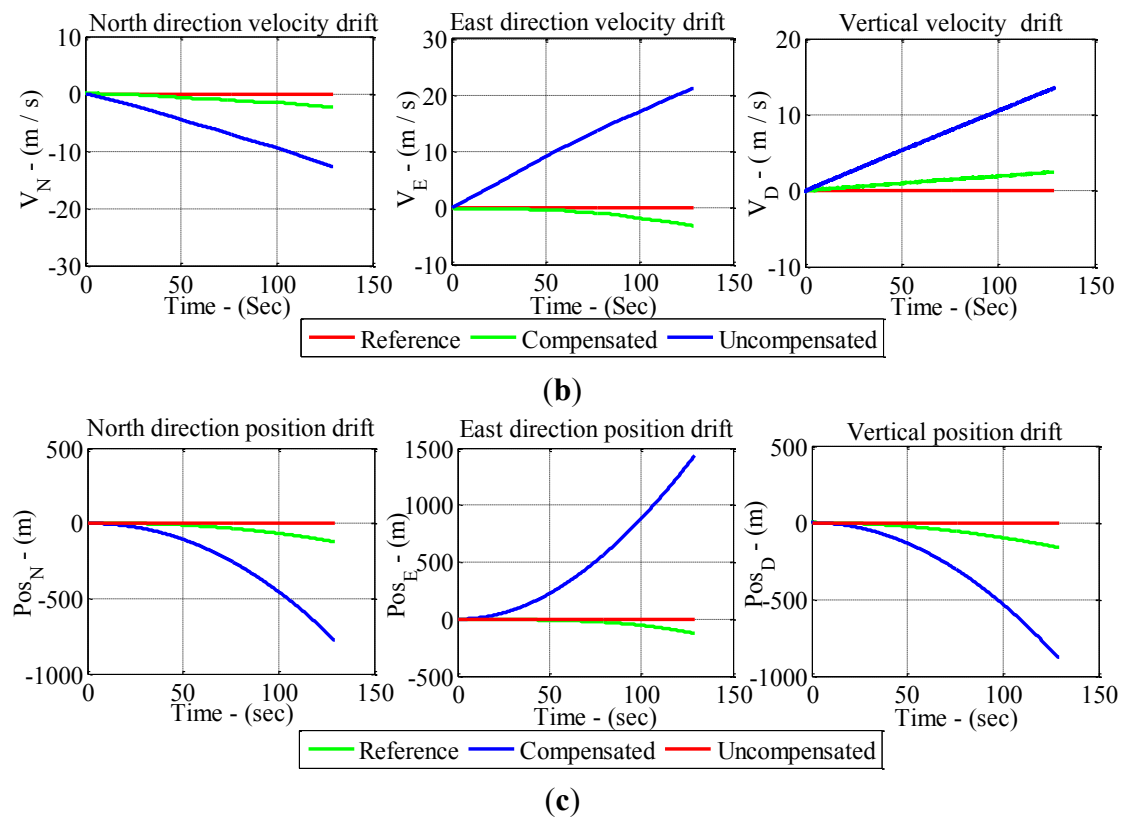 North direction velocity drift East direction velocity drift Vertical velocity drift
10 30 20
0 20 10
-10 10 0
-20 0 -10
-30 -10
V_N - (m / s) V_E - (m / s) V_D - ( m / s)
0 50 100 150 0 50 100 150 0 50 100 150
Time - (Sec) Time - (Sec) Time - (Sec)
Reference Compensated Uncompensated
(b)
North direction position drift East direction position drift Vertical position drift
500 1500 500
0 1000 0
-500 500 -500
-1000 0 -1000
-500
Pos_N - (m) Pos_E - (m) Pos_D - (m)
0 50 100 150 0 50 100 150 0 50 100 150
Time - (sec) Time - (sec) Time - (sec)
Reference Compensated Uncompensated
(c)